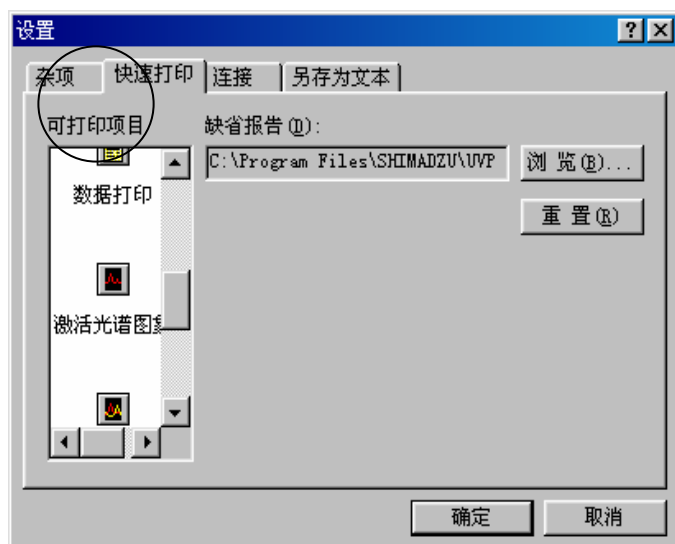 设置
杂项 快速打印 连接 另存为文本
可打印项目 缺省报告(D):
C:\Program Files\SHIMADZU\UVP 浏 览(B)...
数据打印
重 置(R)
激活光谱图
确定 取消